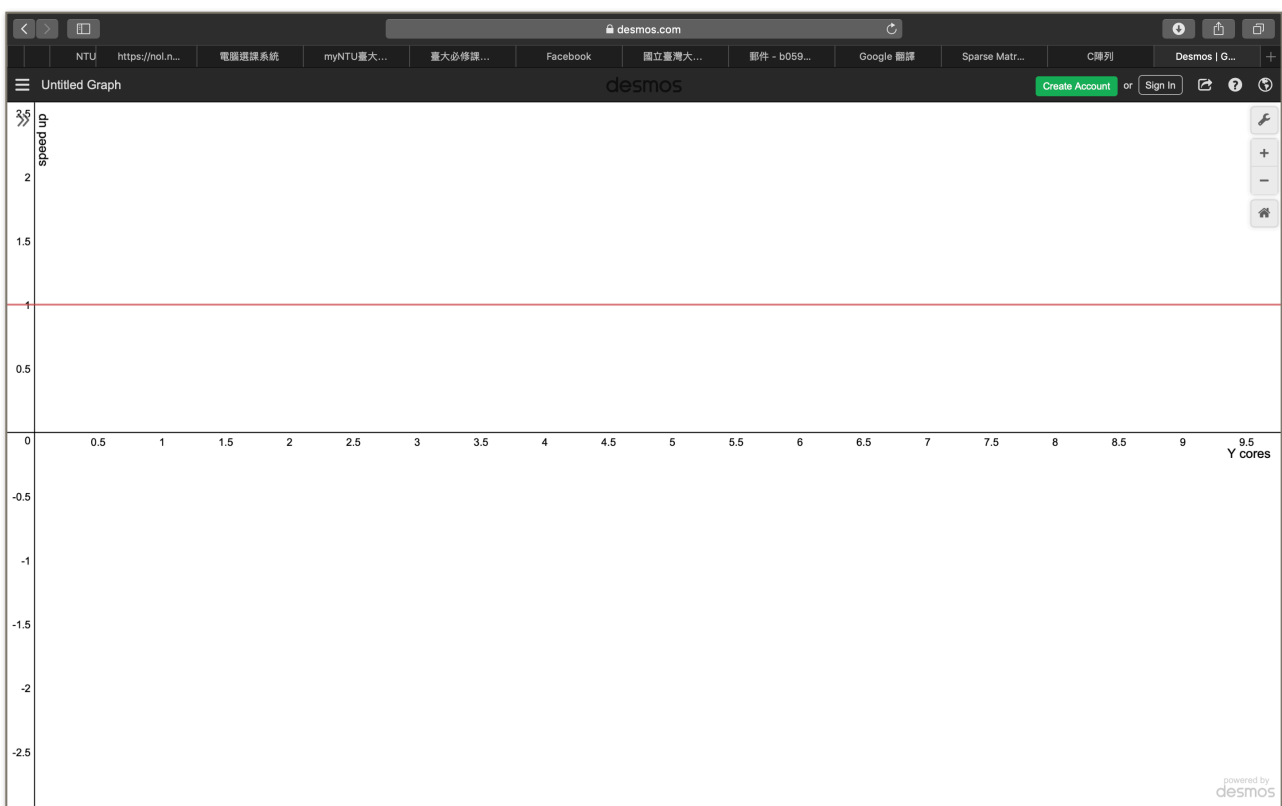 desmos.com
NTU https://nol.n... 電腦選課系統 myNTU臺大... 臺大必修課... Facebook 國立臺灣大... 郵件 - b059... Google 翻譯 Sparse Matr... C陣列 Desmos | G...
Untitled Graph desmos Create Account or Sign In
2.5
speed up
2
1.5
1
0.5
0 0.5 1 1.5 2 2.5 3 3.5 4 4.5 5 5.5 6 6.5 7 7.5 8 8.5 9 9.5
Y cores
-0.5
-1
-1.5
-2
-2.5
powered by
desmos